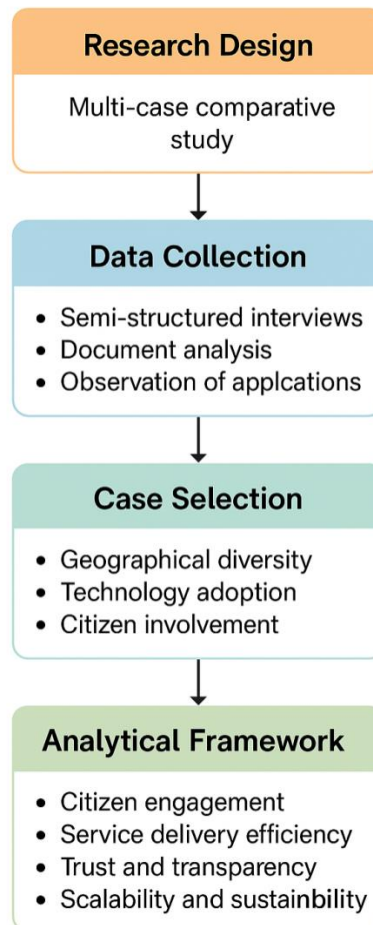 Research Design
Multi-case comparative
study
Data Collection
• Semi-structured interviews
• Document analysis
• Observation of applcations
Case Selection
• Geographical diversity
• Technology adoption
• Citizen involvement
Analytical Framework
• Citizen engagement
• Service delivery efficiency
• Trust and transparency
• Scalability and sustainbility